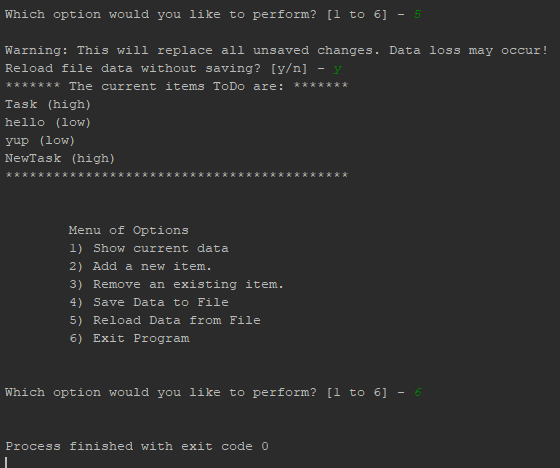 Which option would you like to perform? [1 to 6] - 5
Warning: This will replace all unsaved changes. Data loss may occur!
Reload file data without saving? [y/n] - y
******* The current items ToDo are: *******
Task (high)
hello (low)
yup (low)
NewTask (high)
*******************************************
Menu of Options
1) Show current data
2) Add a new item.
3) Remove an existing item.
4) Save Data to File
5) Reload Data from File
6) Exit Program
Which option would you like to perform? [1 to 6] - 6
Process finished with exit code 0